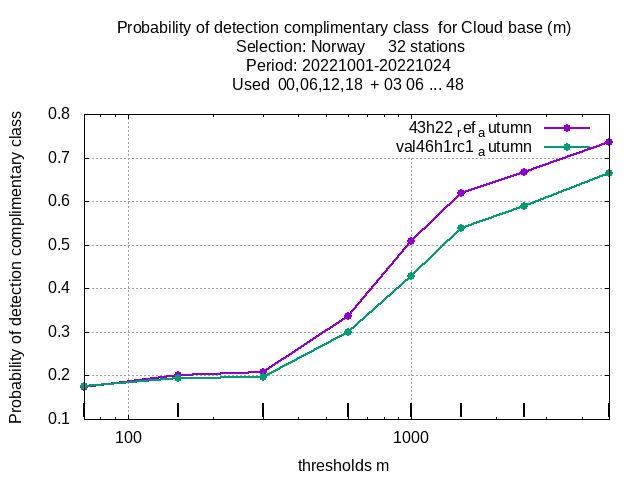 Probability of detection complimentary class  for Cloud base (m)
Selection: Norway     32 stations
Period: 20221001-20221024
Used  00,06,12,18  + 03 06 ... 48
Probability of detection complimentary class
0.8
0.7
0.6
0.5
0.4
0.3
0.2
0.1
43h22ᵣefₐutumn
val46h1rc1ₐutumn
100
1000
thresholds m